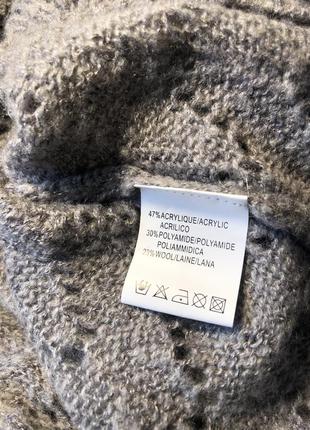 47%ACRYLIQUE/ACRYLIC
ACRILICO
30%POLYAMIDE/POLYAMIDE
POLIAMMIDICA
23%WOOL/LAINE/LANA